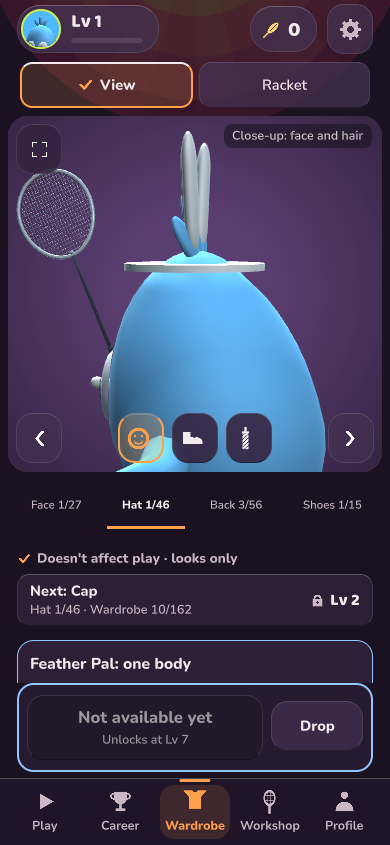 Lv 1
0
View
Racket
Close-up: face and hair
Face 1/27
Hat 1/46
Back 3/56
Shoes 1/15
Doesn't affect play · looks only
Next: Cap
Hat 1/46 · Wardrobe 10/162
Lv 2
Feather Pal: one body
Not available yet
Unlocks at Lv 7
Drop
Play
Career
Wardrobe
Workshop
Profile